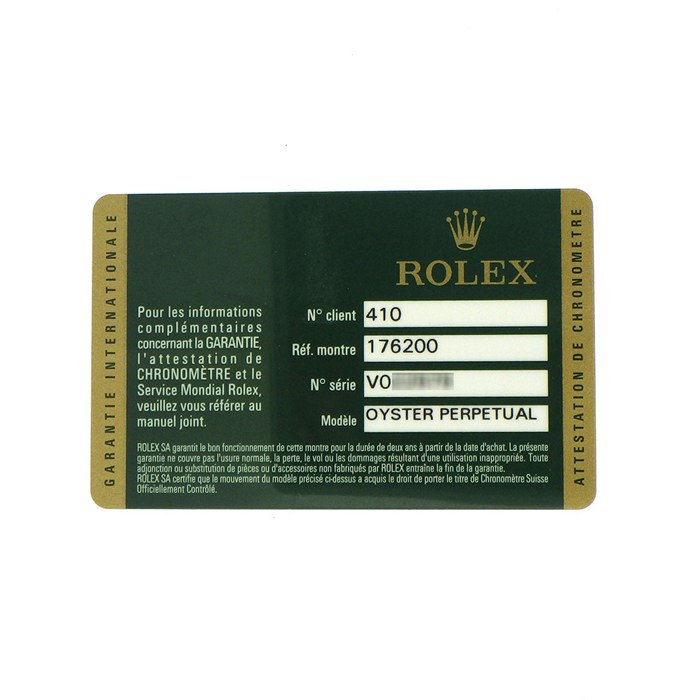 GARANTIE INTERNATIONALE
ROLEX
Pour les informations
complémentaires
concernant la GARANTIE,
l'attestation de
CHRONOMÈTRE et le
Service Mondial Rolex,
veuillez vous référer au
manuel joint.
N° client 410
Réf. montre 176200
N° série V0
Modèle OYSTER PERPETUAL
ROLEX SA garantit le bon fonctionnement de cette montre pour la durée de deux ans à partir de la date d'achat. La présente
garantie ne couvre pas l'usure normale, la perte, le vol ou les dommages résultant d'une utilisation inappropriée. Toute
adjonction ou substitution de pièces ou d'accessoires non fabriqués par ROLEX entraîne la fin de la garantie.
ROLEX SA certifie que le mouvement du modèle précisé ci-dessus a acquis le droit de porter le titre de Chronomètre Suisse
Officiellement Contrôlé.
ATTESTATION DE CHRONOMETRE